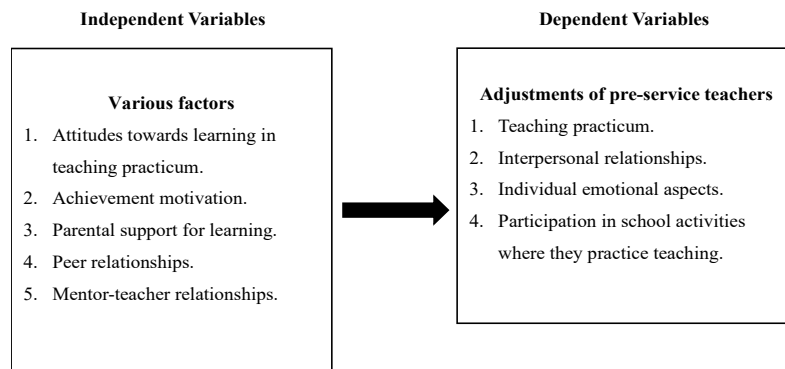 Independent Variables
Various factors
1. Attitudes towards learning in
teaching practicum.
2. Achievement motivation.
3. Parental support for learning.
4. Peer relationships.
5. Mentor-teacher relationships.
Dependent Variables
Adjustments of pre-service teachers
1. Teaching practicum.
2. Interpersonal relationships.
3. Individual emotional aspects.
4. Participation in school activities
where they practice teaching.